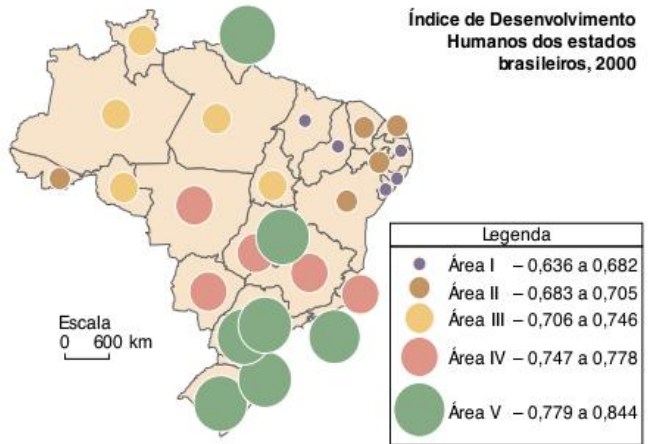 Índice de Desenvolvimento
Humanos dos estados
brasileiros, 2000
Legenda
Área I – 0,636 a 0,682
Área II – 0,683 a 0,705
Área III – 0,706 a 0,746
Área IV – 0,747 a 0,778
Área V – 0,779 a 0,844
Escala
0 600 km